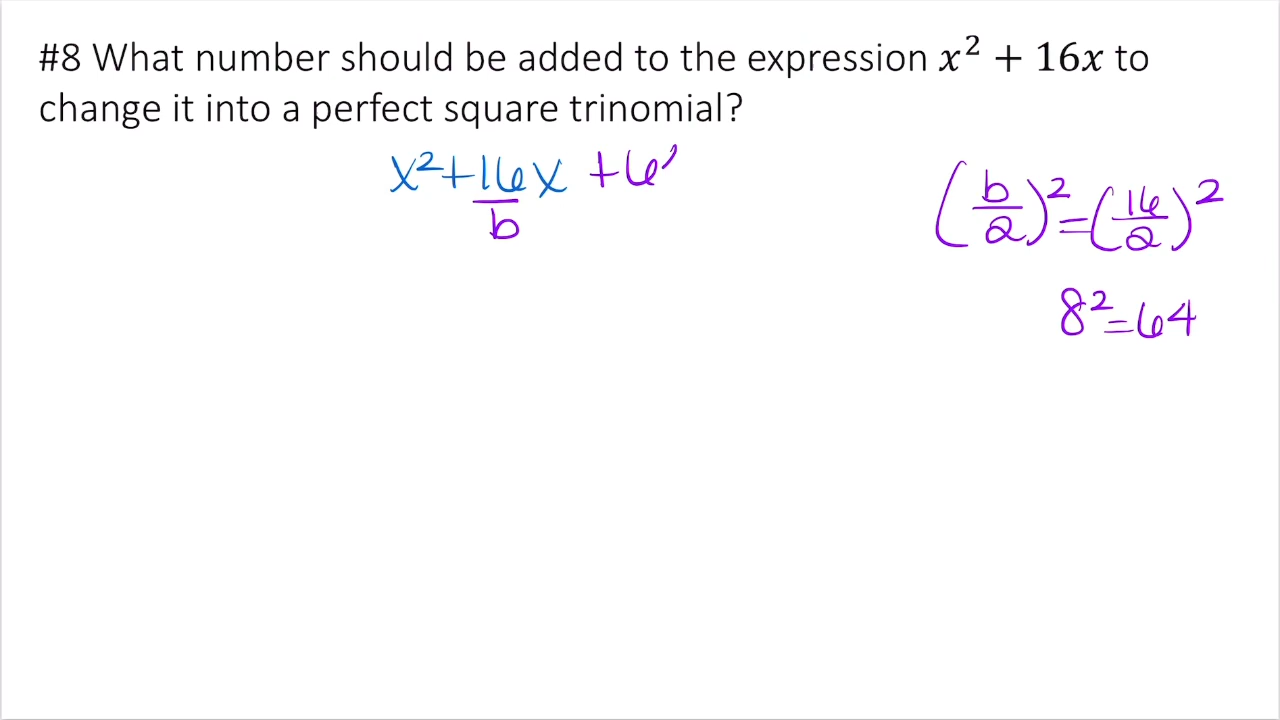 #8 What number should be added to the expression x² + 16x to
change it into a perfect square trinomial?
x²+16x +6
b
(b/2)²=(16/2)²
8²=64